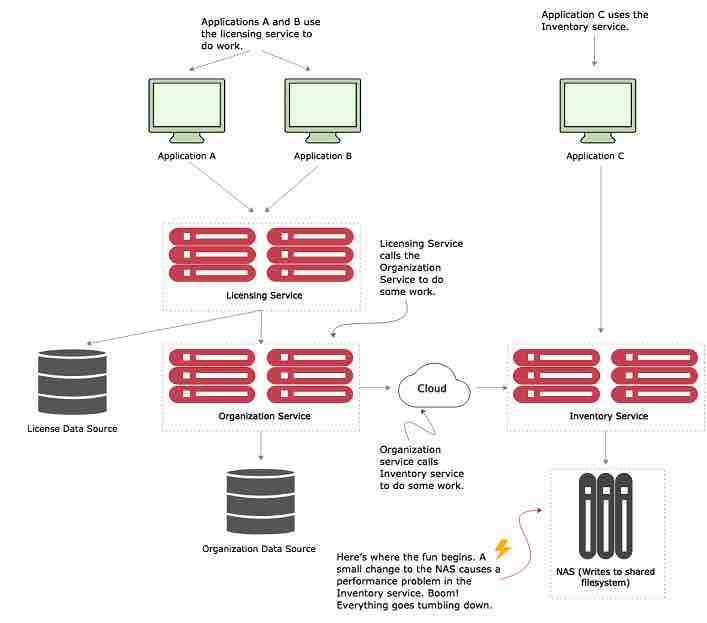 Applications A and B use
the licensing service to
do work.
Application C uses the
Inventory service.
Application A
Application B
Application C
Licensing Service
calls the
Organization
Service to do
some work.
Licensing Service
License Data Source
Organization Service
Cloud
Inventory Service
Organization
service calls
Inventory service
to do some work.
Organization Data Source
Here's where the fun begins. A
small change to the NAS causes a
performance problem in the
Inventory service. Boom!
Everything goes tumbling down.
NAS (Writes to shared
filesystem)